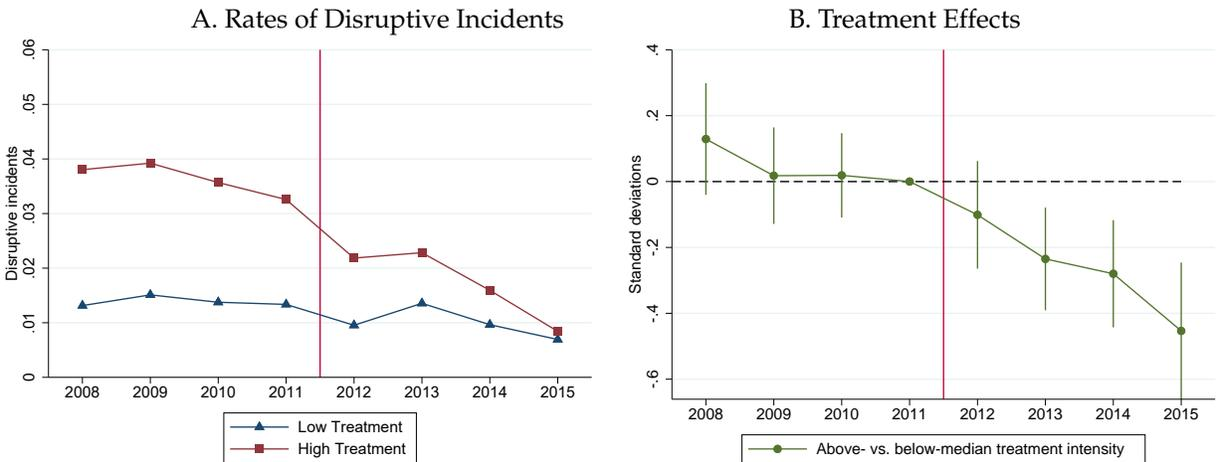 A. Rates of Disruptive Incidents
Disruptive incidents
.06
.05
.04
.03
.02
.01
0
2008 2009 2010 2011 2012 2013 2014 2015
Low Treatment
High Treatment
B. Treatment Effects
Standard deviations
.4
.2
0
-.2
-.4
-.6
2008 2009 2010 2011 2012 2013 2014 2015
Above- vs. below-median treatment intensity